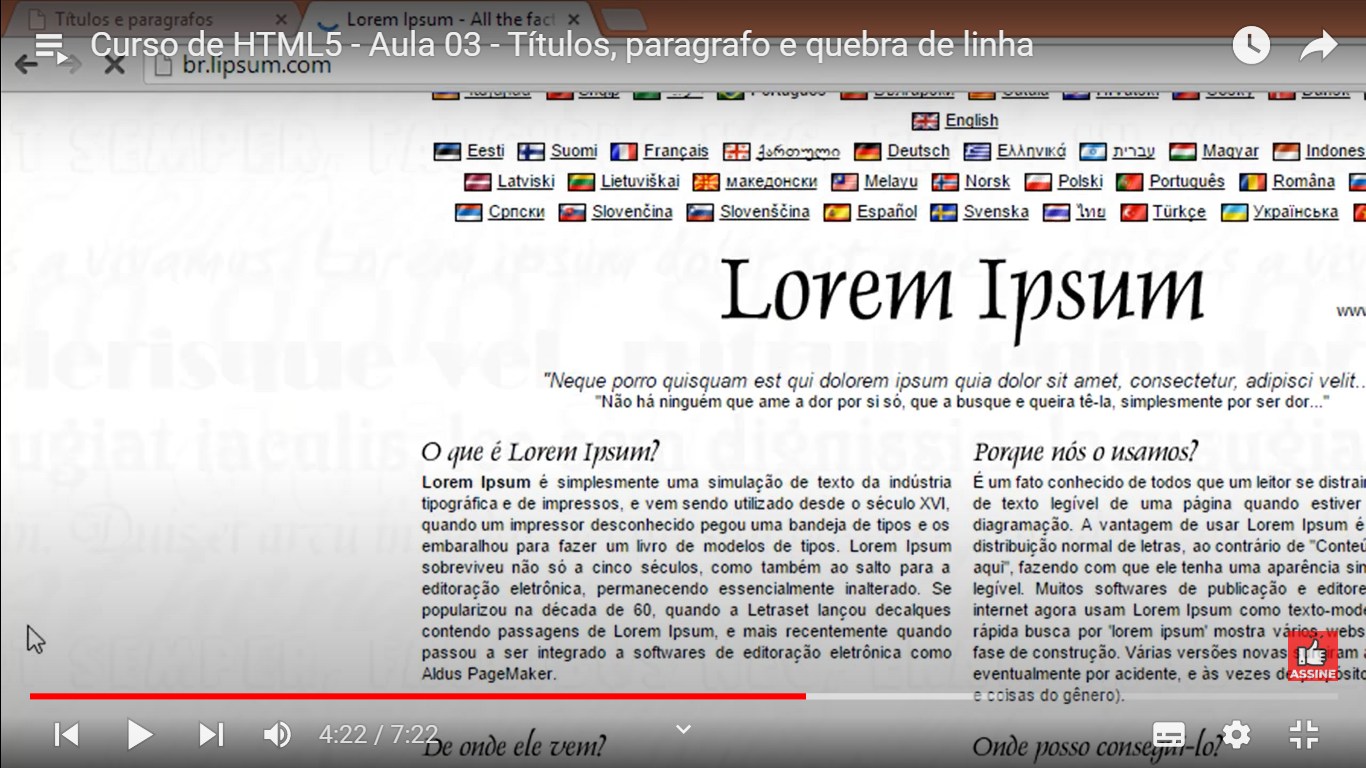 Títulos e paragrafos
Lorem Ipsum - All the fact
Curso de HTML5 - Aula 03 - Títulos, paragrafo e quebra de linha
br.lipsum.com
Shqip Português Български Català Hrvatski Česky Dansk
English
Eesti Suomi Français ქართული Deutsch Ελληνικά עברית Magyar Indones
Latviski Lietuviškai македонски Melayu Norsk Polski Português Româna
Српски Slovenčina Slovenščina Español Svenska ไทย Türkçe Українська
Lorem Ipsum
www
"Neque porro quisquam est qui dolorem ipsum quia dolor sit amet, consectetur, adipisci velit...
"Não há ninguém que ame a dor por si só, que a busque e queira tê-la, simplesmente por ser dor..."
O que é Lorem Ipsum?
Lorem Ipsum é simplesmente uma simulação de texto da indústria
tipográfica e de impressos, e vem sendo utilizado desde o século XVI,
quando um impressor desconhecido pegou uma bandeja de tipos e os
embaralhou para fazer um livro de modelos de tipos. Lorem Ipsum
sobreviveu não só a cinco séculos, como também ao salto para a
editoração eletrônica, permanecendo essencialmente inalterado. Se
popularizou na década de 60, quando a Letraset lançou decalques
contendo passagens de Lorem Ipsum, e mais recentemente quando
passou a ser integrado a softwares de editoração eletrônica como
Aldus PageMaker.
Porque nós o usamos?
É um fato conhecido de todos que um leitor se distrair
de texto legível de uma página quando estiver
diagramação. A vantagem de usar Lorem Ipsum é
distribuição normal de letras, ao contrário de "Conteú
aqui", fazendo com que ele tenha uma aparência sim
legível. Muitos softwares de publicação e editore
internet agora usam Lorem Ipsum como texto-mode
rápida busca por 'lorem ipsum' mostra vários webs
fase de construção. Várias versões novas
eventualmente por acidente, e às vezes de
e coisas do gênero).
ASSINE
4:22 / 7:22
De onde ele vem?
Onde posso conseguí-lo?